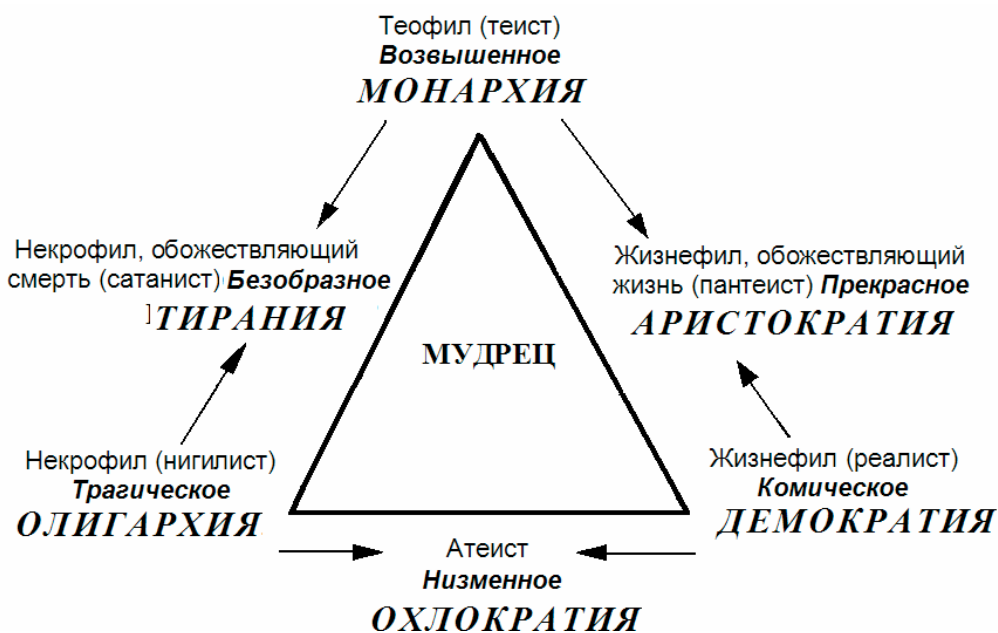 Теофил (теист)
Возвышенное
МОНАРХИЯ
Некрофил, обожествляющий
смерть (сатанист) Безобразное
]ТИРАНИЯ
Жизнефил, обожествляющий
жизнь (пантеист) Прекрасное
АРИСТОКРАТИЯ
МУДРЕЦ
Некрофил (нигилист)
Трагическое
ОЛИГАРХИЯ
Жизнефил (реалист)
Комическое
ДЕМОКРАТИЯ
Атеист
Низменное
ОХЛОКРАТИЯ